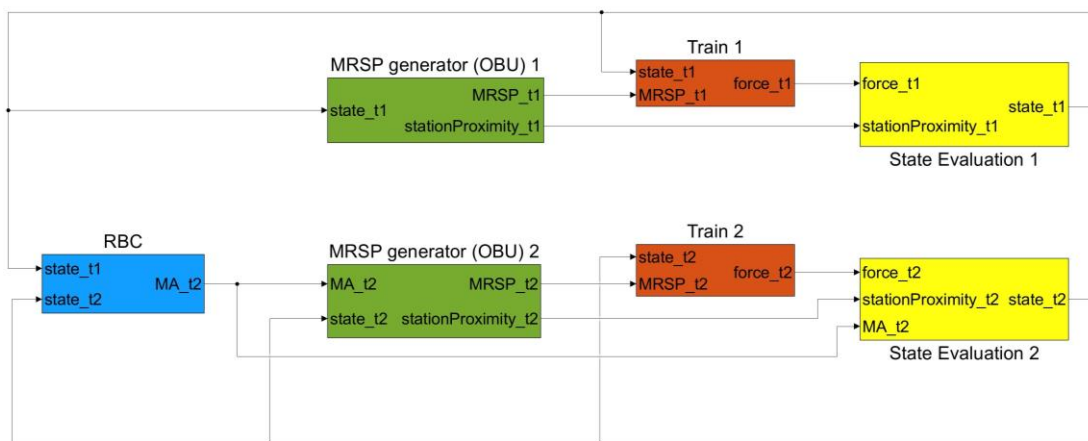 MRSP generator (OBU) 1
state_t1
MRSP_t1
stationProximity_t1
Train 1
state_t1
MRSP_t1
force_t1
force_t1
stationProximity_t1
state_t1
State Evaluation 1
RBC
state_t1
state_t2
MA_t2
MRSP generator (OBU) 2
MA_t2
state_t2
MRSP_t2
stationProximity_t2
Train 2
state_t2
MRSP_t2
force_t2
force_t2
stationProximity_t2
MA_t2
state_t2
State Evaluation 2